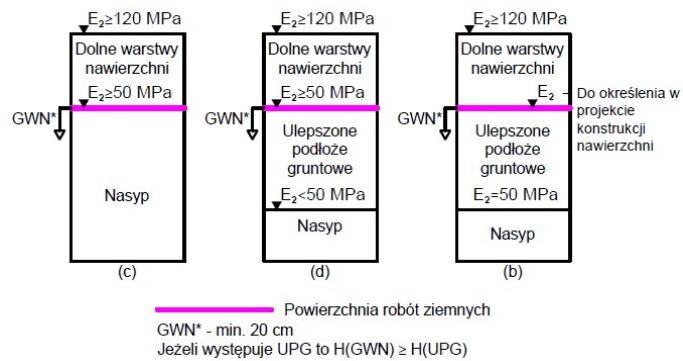 E₂≥120 MPa
Dolne warstwy
nawierzchni
E₂≥50 MPa
GWN*
Nasyp
(c)
E₂≥120 MPa
Dolne warstwy
nawierzchni
E₂≥50 MPa
GWN*
Ulepszone
podłoże
gruntowe
E₂<50 MPa
Nasyp
(d)
E₂≥120 MPa
Dolne warstwy
nawierzchni
E₂ – Do określenia w
projekcie
konstrukcji
nawierzchni
GWN*
Ulepszone
podłoże
gruntowe
E₂=50 MPa
Nasyp
(b)
Powierzchnia robót ziemnych
GWN* - min. 20 cm
Jeżeli występuje UPG to H(GWN) ≥ H(UPG)